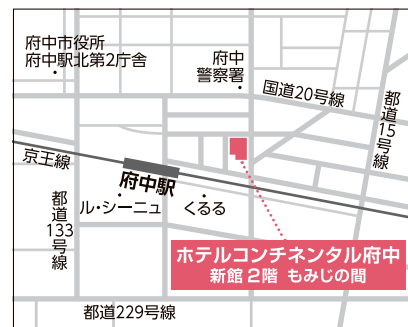 府中市役所
府中駅北第2庁舎
府中
警察署
国道20号線
都道15号線
京王線
府中駅
ル・シーニュ
くるる
都道133号線
ホテルコンチネンタル府中
新館2階 もみじの間
都道229号線